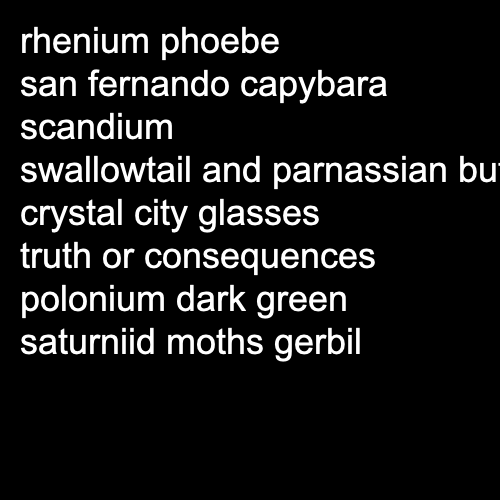 rhenium phoebe
san fernando capybara
scandium
swallowtail and parnassian
crystal city glasses
truth or consequences
polonium dark green
saturniid moths gerbil